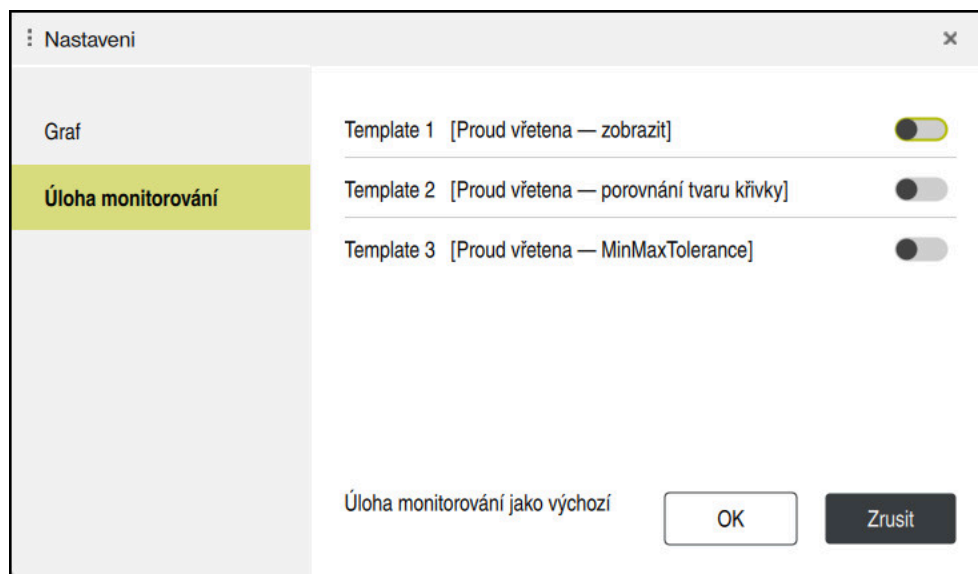 Nastaveni
Graf
Úloha monitorování
Template 1 [Proud vřetena — zobrazit]
Template 2 [Proud vřetena — porovnání tvaru křivky]
Template 3 [Proud vřetena — MinMaxTolerance]
Úloha monitorování jako výchozí
OK
Zrusit